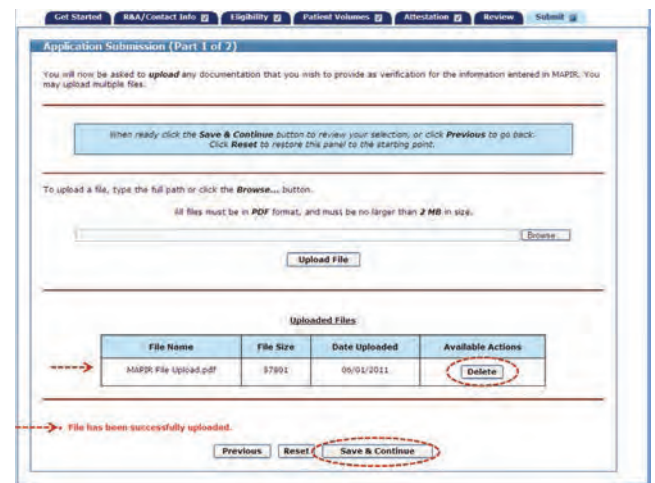 Get Started R&A/Contact Info Eligibility Patient Volumes Attestation Review Submit
Application Submission (Part 1 of 2)
You will now be asked to upload any documentation that you wish to provide as verification for the information entered in MAPIR. You
may upload multiple files.
When ready click the Save & Continue button to review your selection, or click Previous to go back.
Click Reset to restore this panel to the starting point.
To upload a file, type the full path or click the Browse... button.
All files must be in PDF format, and must be no larger than 2 MB in size.
Browse...
Upload File
Uploaded Files
File Name File Size Date Uploaded Available Actions
MAPIR File Upload.pdf 57801 06/01/2011 Delete
File has been successfully uploaded.
Previous Reset Save & Continue